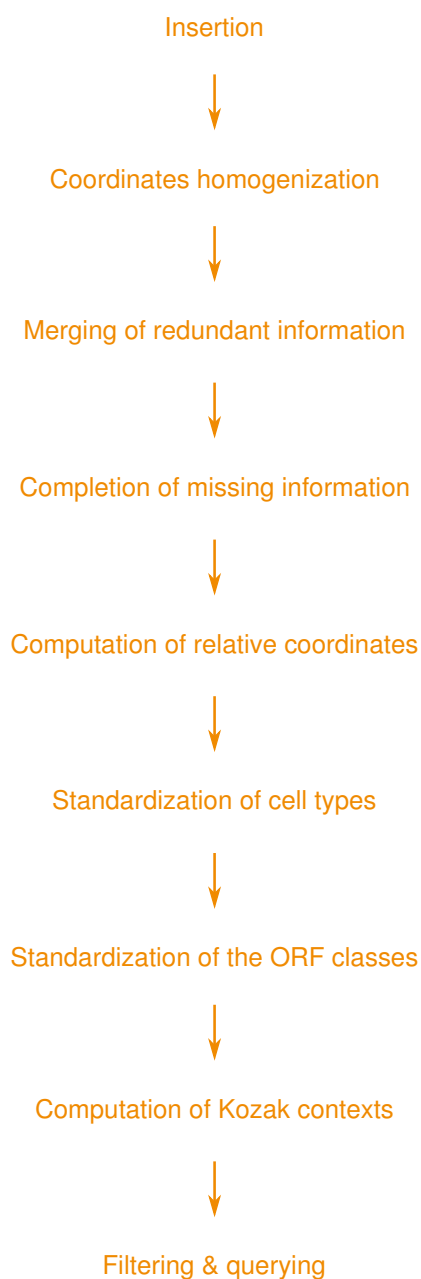 Insertion
Coordinates homogenization
Merging of redundant information
Completion of missing information
Computation of relative coordinates
Standardization of cell types
Standardization of the ORF classes
Computation of Kozak contexts
Filtering & querying